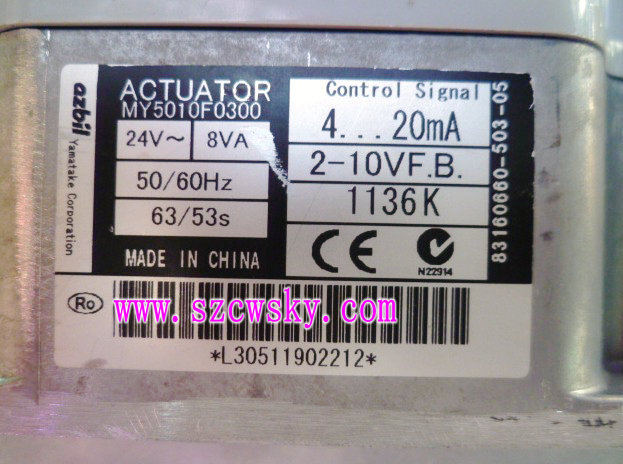 azbil
Yamatake Corporation
ACTUATOR
MY5010F0300
24V~
8VA
50/60Hz
63/53s
MADE IN CHINA
Control Signal
4...20mA
2-10VF.B.
1136K
CE
N22914
83160660-503-05
Ro
www.szcwsky.com
*L30511902212*